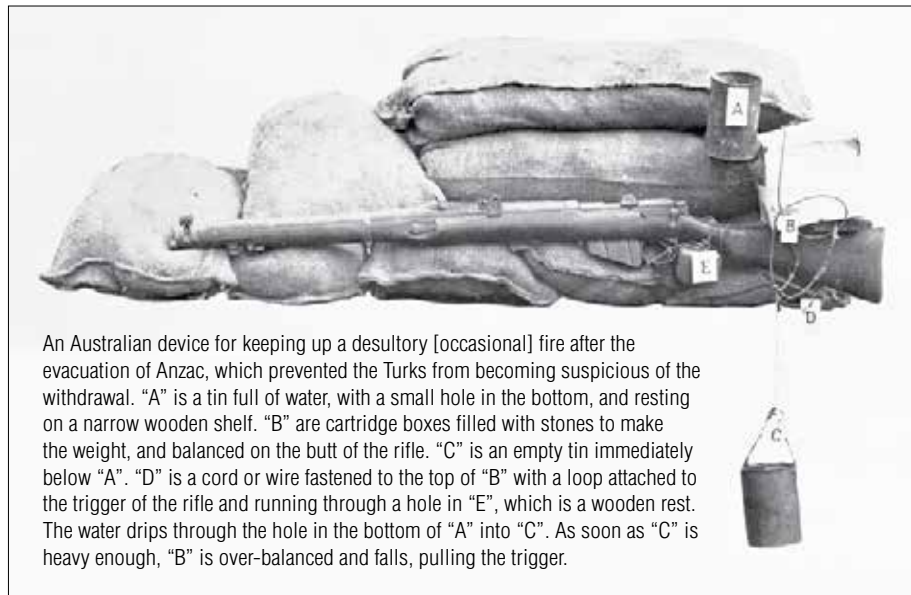 A
B
E
D
C
An Australian device for keeping up a desultory [occasional] fire after the
evacuation of Anzac, which prevented the Turks from becoming suspicious of the
withdrawal. “A” is a tin full of water, with a small hole in the bottom, and resting
on a narrow wooden shelf. “B” are cartridge boxes filled with stones to make
the weight, and balanced on the butt of the rifle. “C” is an empty tin immediately
below “A”. “D” is a cord or wire fastened to the top of “B” with a loop attached to
the trigger of the rifle and running through a hole in “E”, which is a wooden rest.
The water drips through the hole in the bottom of “A” into “C”. As soon as “C” is
heavy enough, “B” is over-balanced and falls, pulling the trigger.